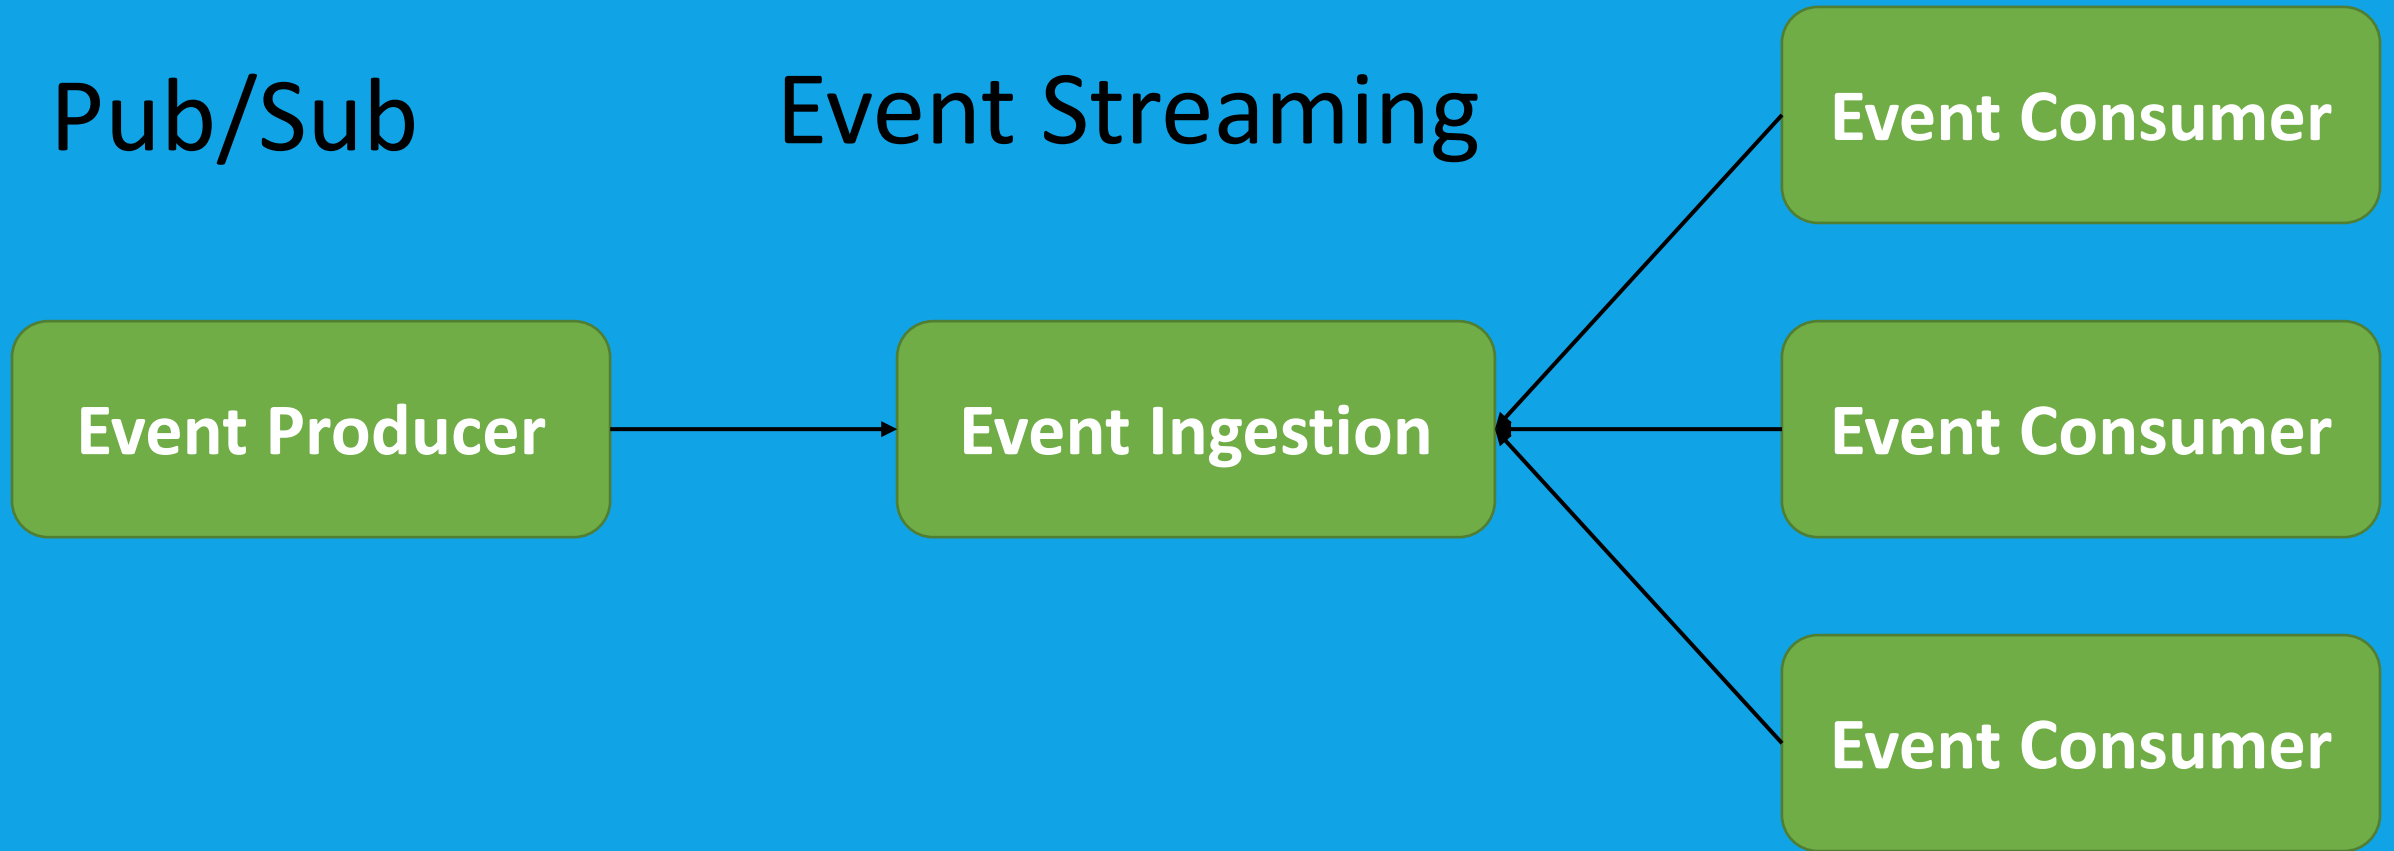 Pub/Sub
Event Streaming
Event Consumer
Event Producer
Event Ingestion
Event Consumer
Event Consumer